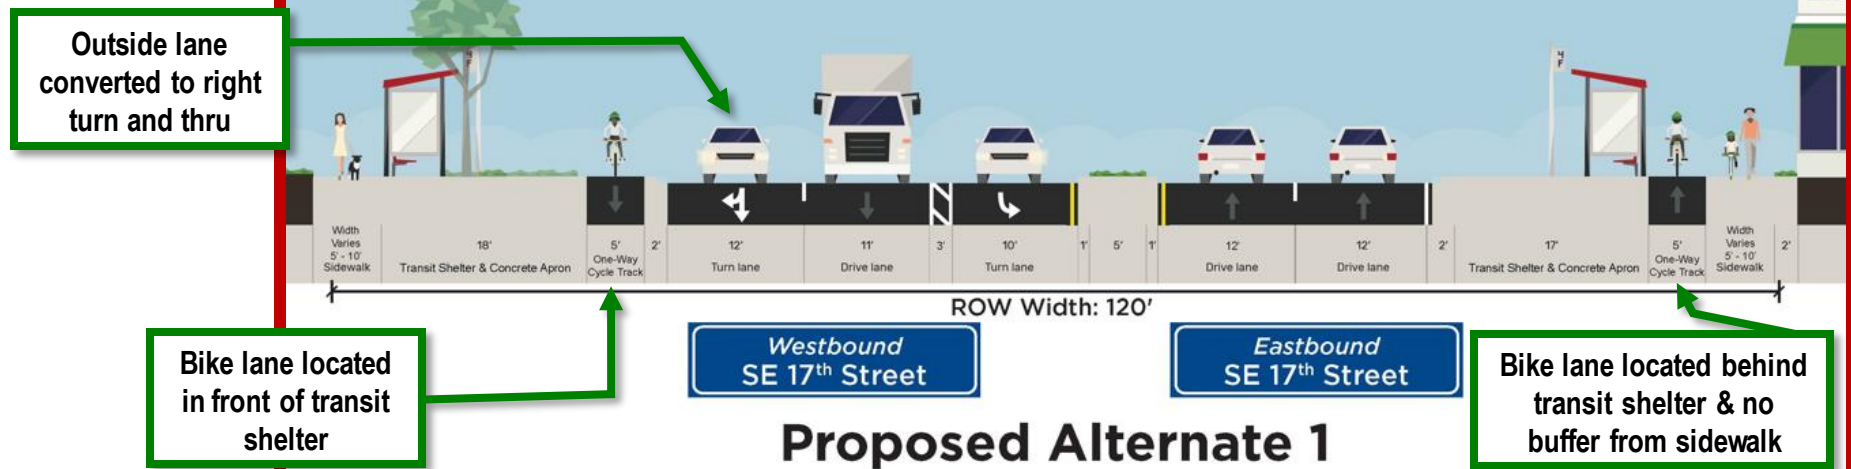 Outside lane
converted to right
turn and thru
Width
Varies
5' - 10'
Sidewalk
18'
Transit Shelter & Concrete Apron
5'
One-Way
Cycle Track
2'
12'
Turn lane
11'
Drive lane
3'
10'
Turn lane
1'
5'
1'
12'
Drive lane
12'
Drive lane
2'
17'
Transit Shelter & Concrete Apron
5'
One-Way
Cycle Track
Width
Varies
5' - 10'
Sidewalk
2'
ROW Width: 120'
Bike lane located
in front of transit
shelter
Westbound
SE 17th Street
Eastbound
SE 17th Street
Bike lane located behind
transit shelter & no
buffer from sidewalk
Proposed Alternate 1